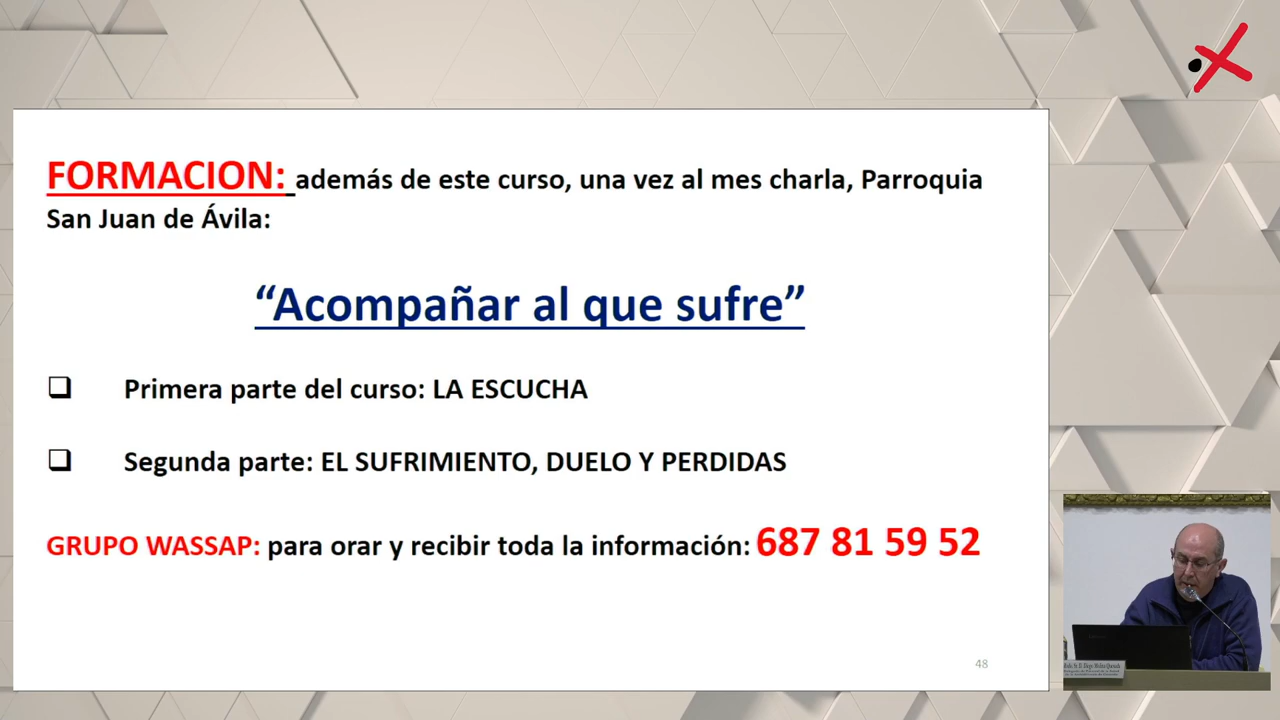 FORMACION: además de este curso, una vez al mes charla, Parroquia
San Juan de Ávila:
“Acompañar al que sufre”
❑ Primera parte del curso: LA ESCUCHA
❑ Segunda parte: EL SUFRIMIENTO, DUELO Y PERDIDAS
GRUPO WASSAP: para orar y recibir toda la información: 687 81 59 52
48